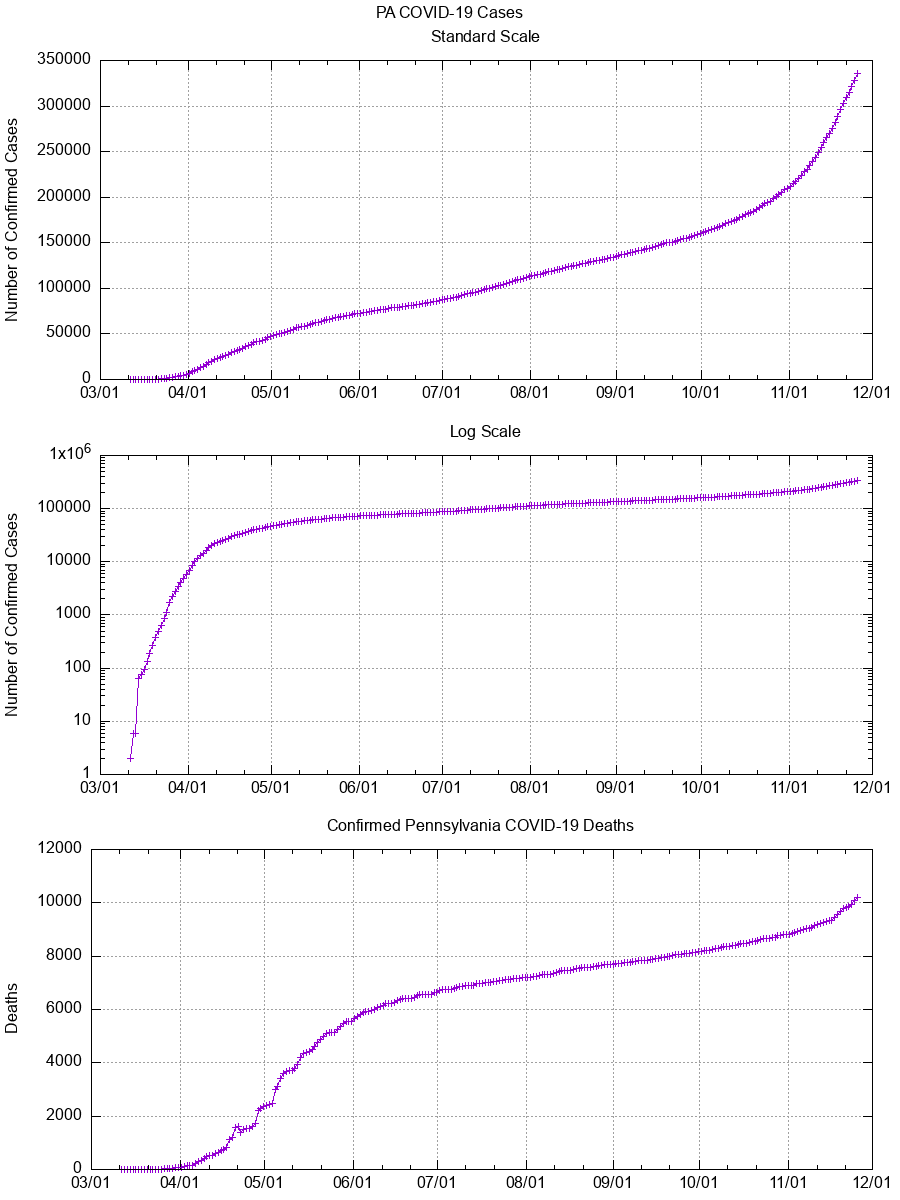 PA COVID-19 Cases
Standard Scale
350000
300000
250000
200000
150000
100000
50000
0
Number of Confirmed Cases
03/01 04/01 05/01 06/01 07/01 08/01 09/01 10/01 11/01 12/01
Log Scale
1x10⁶
100000
10000
1000
100
10
1
Number of Confirmed Cases
03/01 04/01 05/01 06/01 07/01 08/01 09/01 10/01 11/01 12/01
Confirmed Pennsylvania COVID-19 Deaths
12000
10000
8000
6000
4000
2000
0
Deaths
03/01 04/01 05/01 06/01 07/01 08/01 09/01 10/01 11/01 12/01